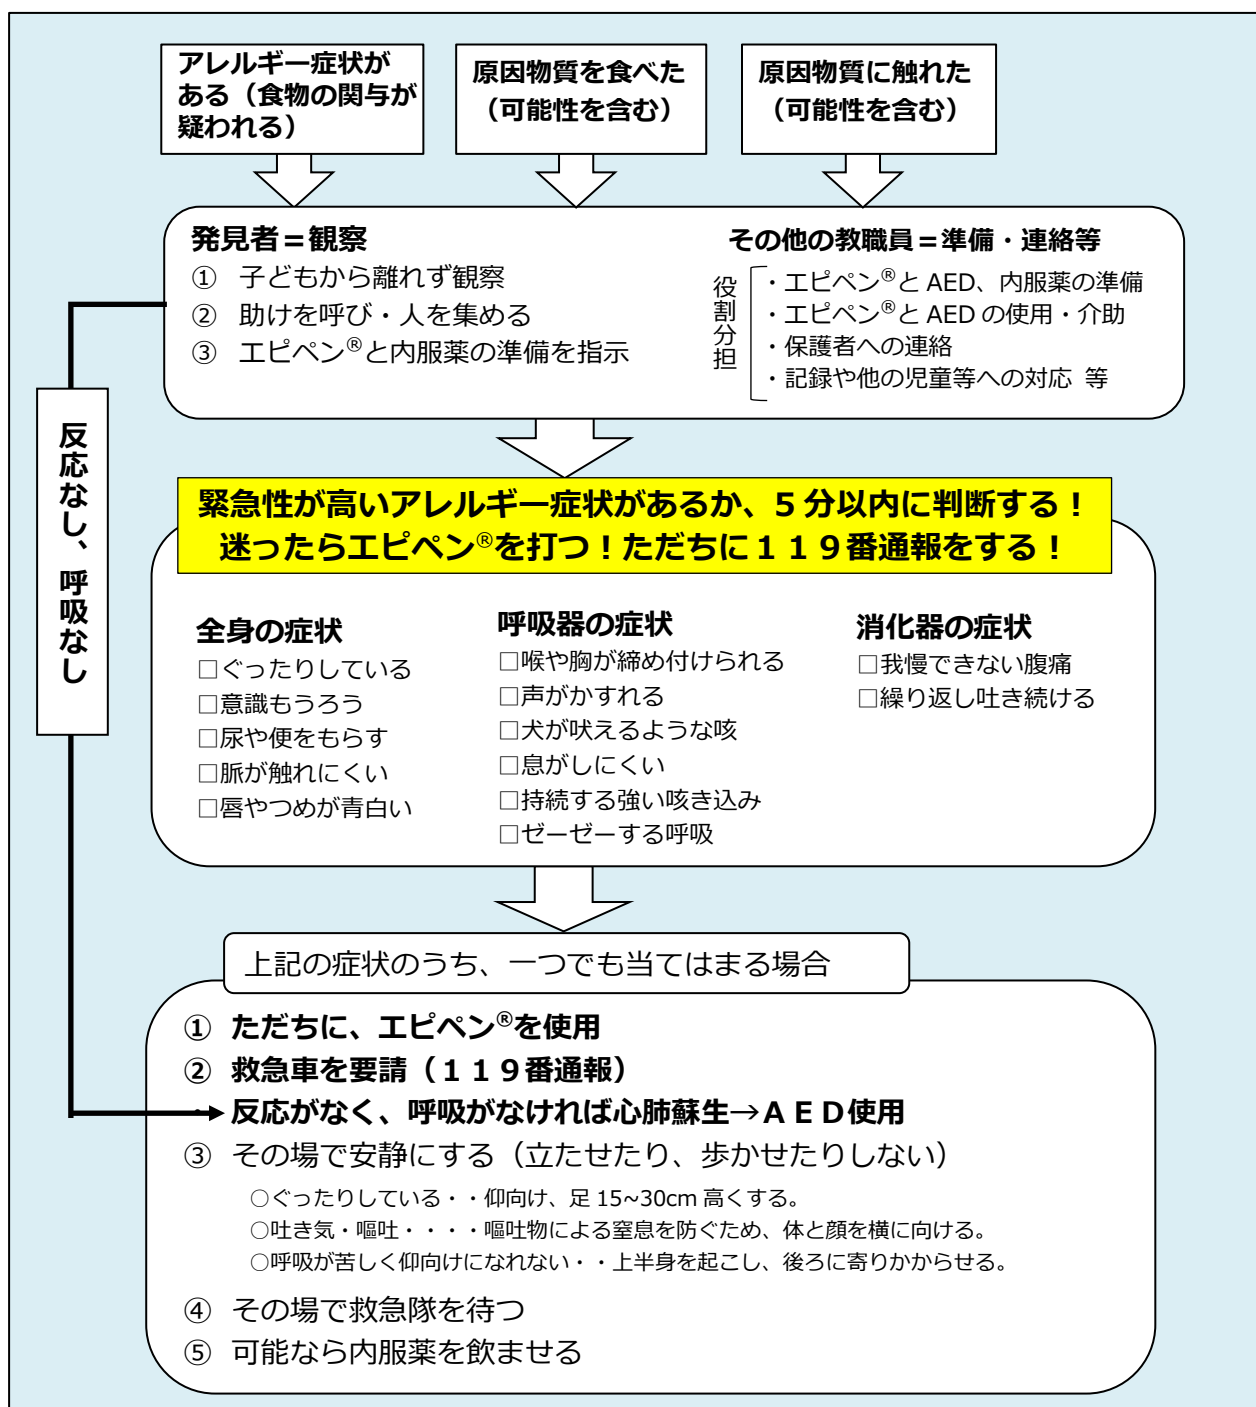 アレルギー症状が
ある（食物の関与が
疑われる）
原因物質を食べた
（可能性を含む）
原因物質に触れた
（可能性を含む）
発見者＝観察
① 子どもから離れず観察
② 助けを呼び・人を集める
③ エピペン®と内服薬の準備を指示
その他の教職員＝準備・連絡等
役割分担
・エピペン®と AED、内服薬の準備
・エピペン®と AED の使用・介助
・保護者への連絡
・記録や他の児童等への対応 等
反応なし、呼吸なし
緊急性が高いアレルギー症状があるか、５分以内に判断する！
迷ったらエピペン®を打つ！ただちに１１９番通報をする！
全身の症状
□ぐったりしている
□意識もうろう
□尿や便をもらす
□脈が触れにくい
□唇やつめが青白い
呼吸器の症状
□喉や胸が締め付けられる
□声がかすれる
□犬が吠えるような咳
□息がしにくい
□持続する強い咳き込み
□ゼーゼーする呼吸
消化器の症状
□我慢できない腹痛
□繰り返し吐き続ける
上記の症状のうち、一つでも当てはまる場合
① ただちに、エピペン®を使用
② 救急車を要請（１１９番通報）
反応がなく、呼吸がなければ心肺蘇生→ＡＥＤ使用
③ その場で安静にする（立たせたり、歩かせたりしない）
○ぐったりしている・・仰向け、足 15~30cm 高くする。
○吐き気・嘔吐・・・・嘔吐物による窒息を防ぐため、体と顔を横に向ける。
○呼吸が苦しく仰向けになれない・・上半身を起こし、後ろに寄りかからせる。
④ その場で救急隊を待つ
⑤ 可能なら内服薬を飲ませる